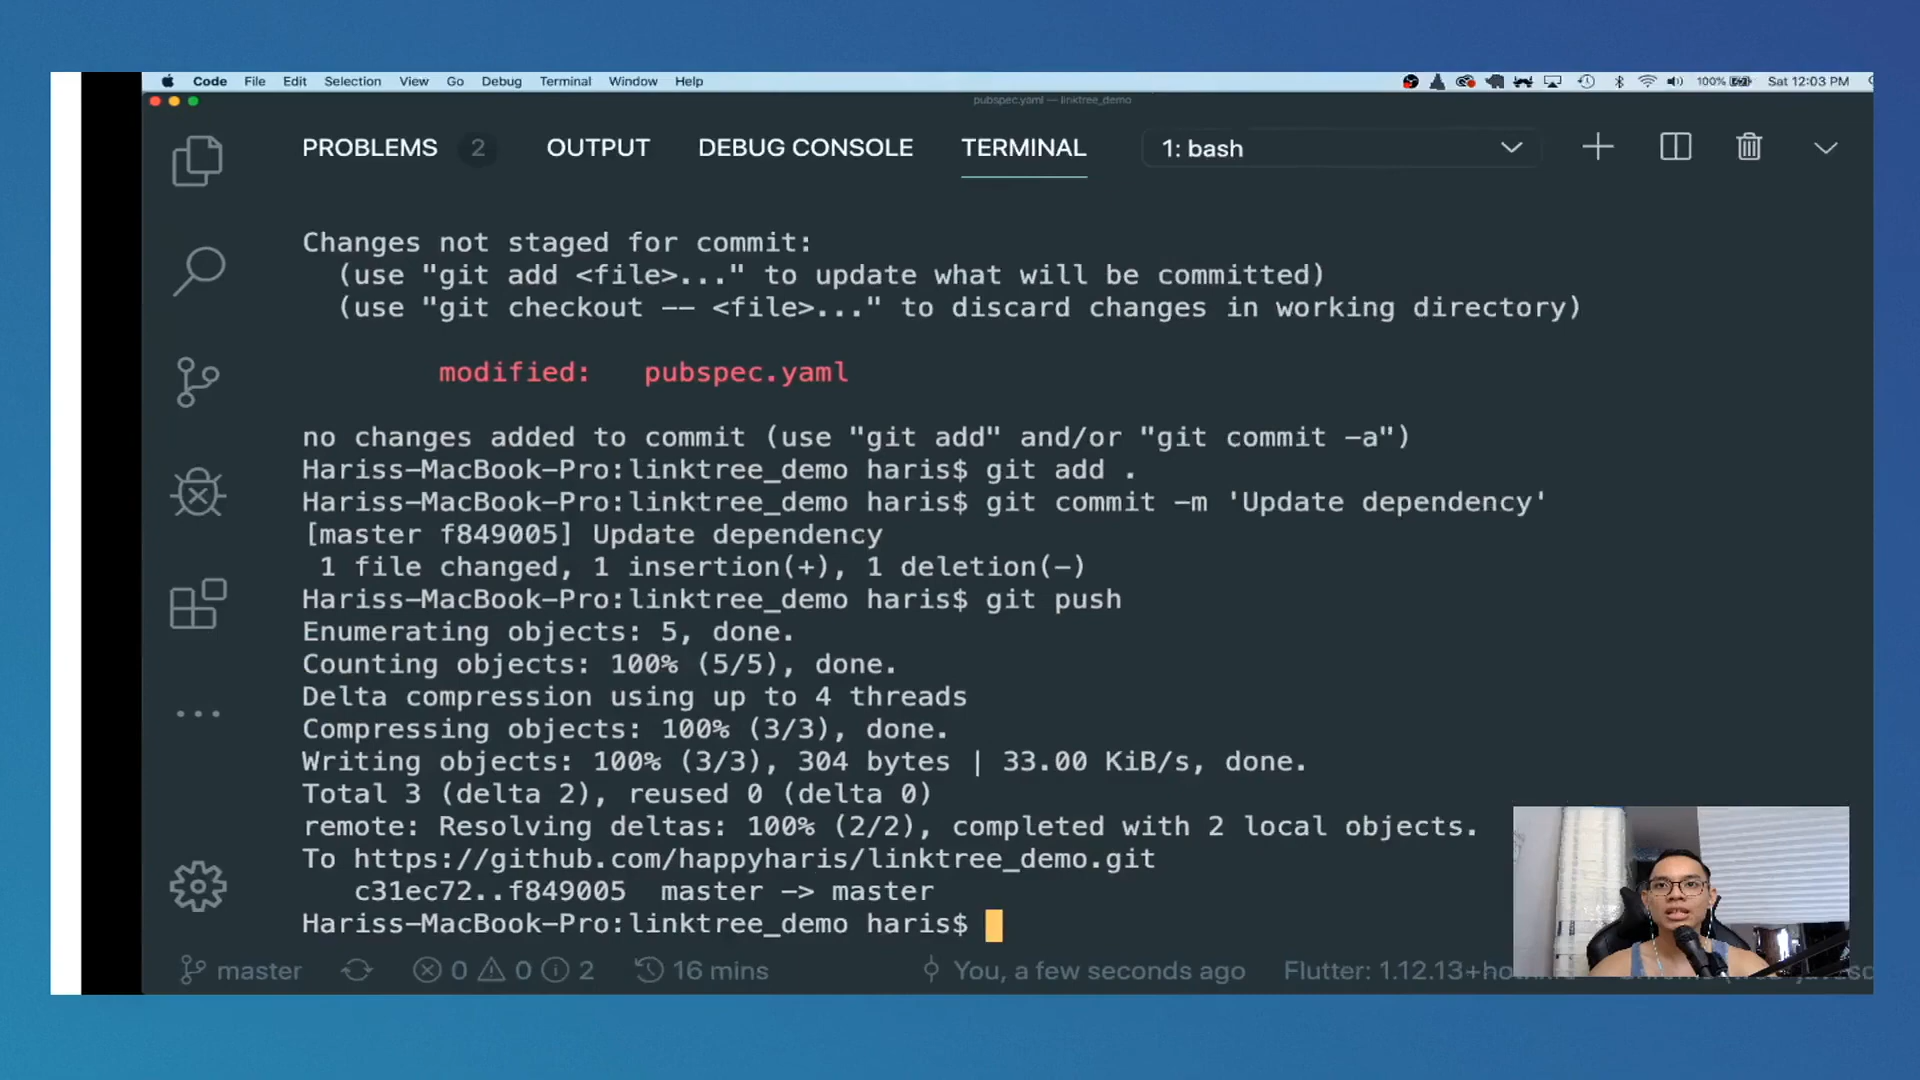 Code File Edit Selection View Go Debug Terminal Window Help 100% Sat 12:03 PM
pubspec.yaml — linktree_demo
PROBLEMS 2 OUTPUT DEBUG CONSOLE TERMINAL 1: bash
Changes not staged for commit:
(use "git add <file>..." to update what will be committed)
(use "git checkout -- <file>..." to discard changes in working directory)
modified: pubspec.yaml
no changes added to commit (use "git add" and/or "git commit -a")
Hariss-MacBook-Pro:linktree_demo haris$ git add .
Hariss-MacBook-Pro:linktree_demo haris$ git commit -m 'Update dependency'
[master f849005] Update dependency
1 file changed, 1 insertion(+), 1 deletion(-)
Hariss-MacBook-Pro:linktree_demo haris$ git push
Enumerating objects: 5, done.
Counting objects: 100% (5/5), done.
Delta compression using up to 4 threads
Compressing objects: 100% (3/3), done.
Writing objects: 100% (3/3), 304 bytes | 33.00 KiB/s, done.
Total 3 (delta 2), reused 0 (delta 0)
remote: Resolving deltas: 100% (2/2), completed with 2 local objects.
To https://github.com/happyharis/linktree_demo.git
c31ec72..f849005 master -> master
Hariss-MacBook-Pro:linktree_demo haris$
master 0 0 2 16 mins You, a few seconds ago Flutter: 1.12.13+